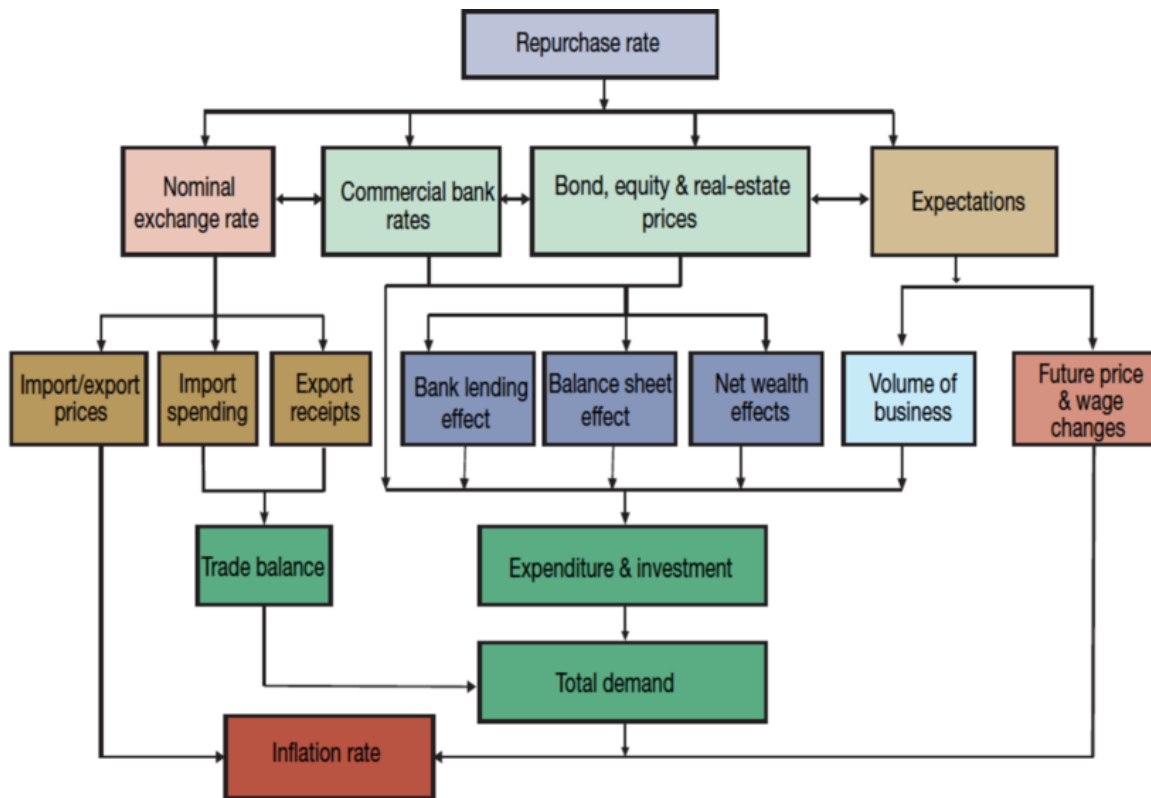 Repurchase rate
Nominal
exchange rate
Commercial bank
rates
Bond, equity & real-estate
prices
Expectations
Import/export
prices
Import
spending
Export
receipts
Bank lending
effect
Balance sheet
effect
Net wealth
effects
Volume of
business
Future price
& wage
changes
Trade balance
Expenditure & investment
Total demand
Inflation rate